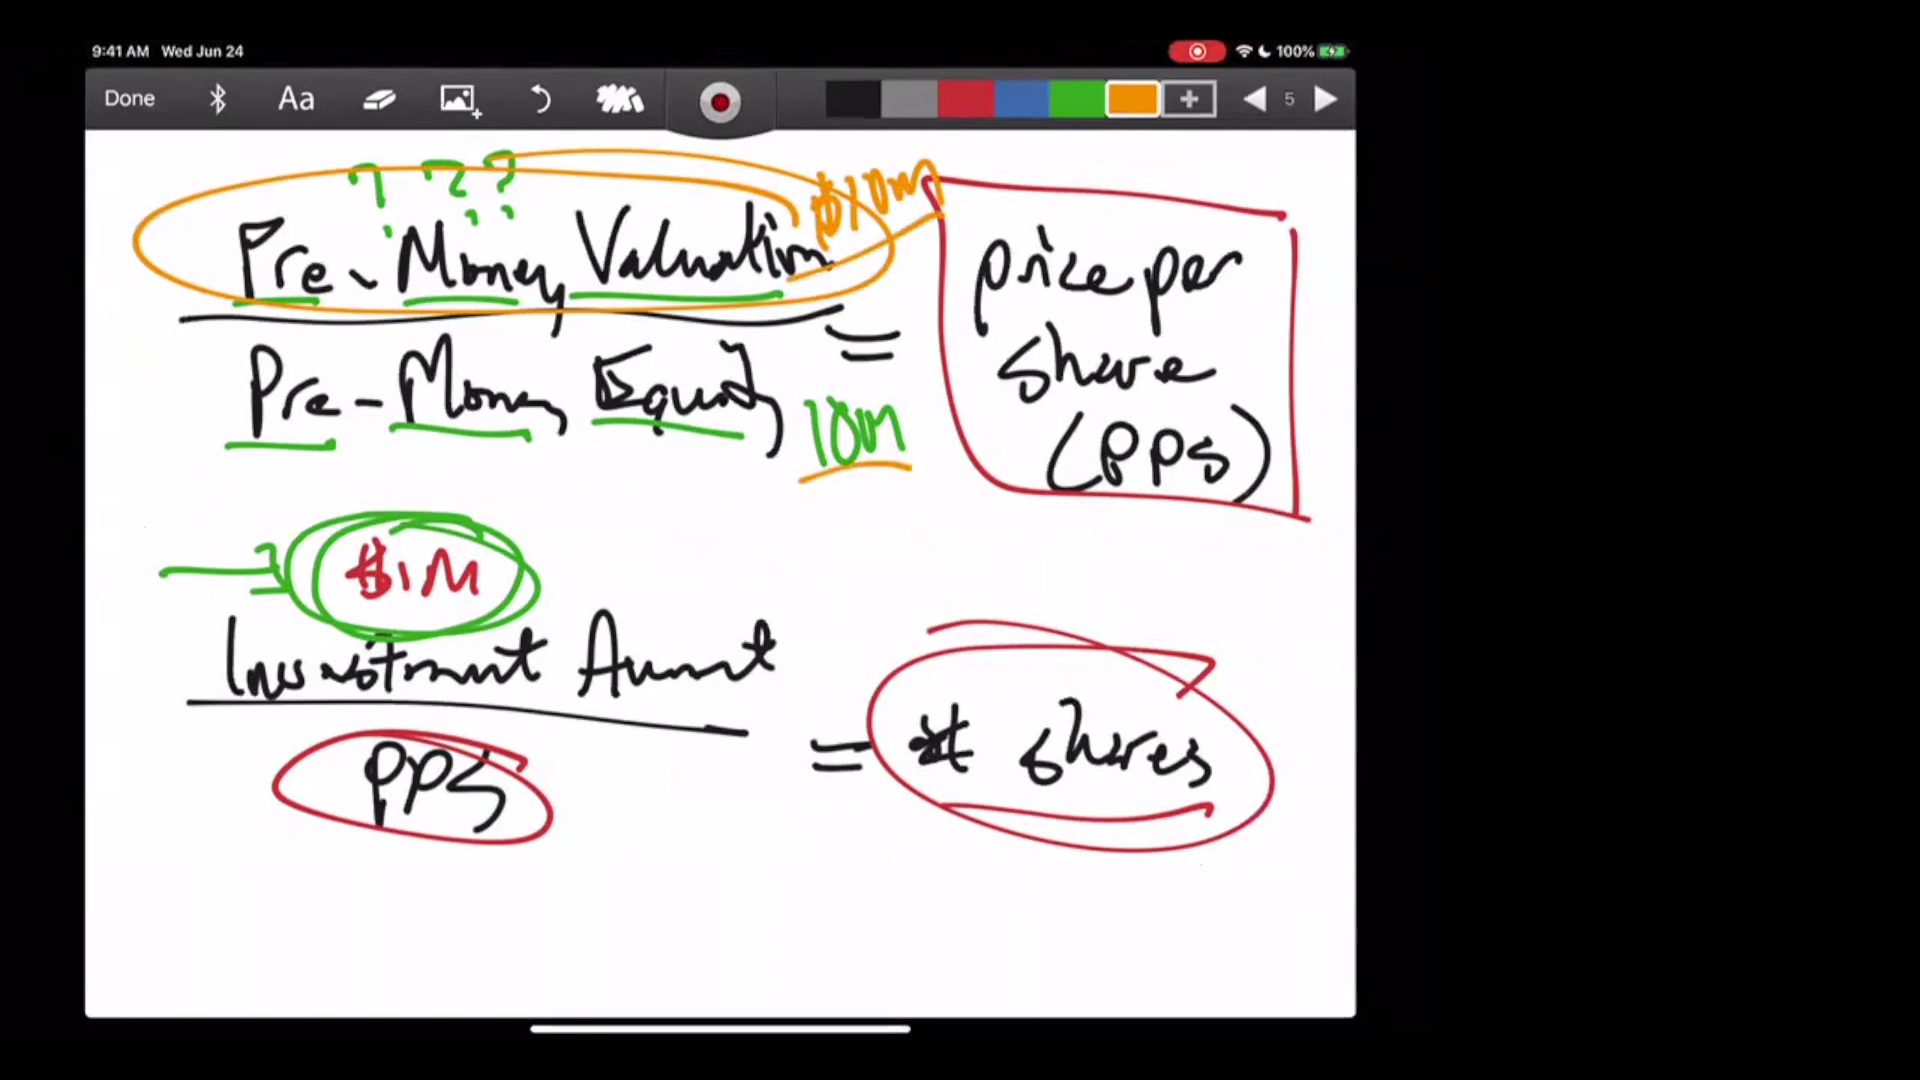 9:41 AM Wed Jun 24
100%
Done Aa 5
? ? ?
$10m
Pre-Money Valuation
Pre-Money Equity
10m
=
price per
share
(PPS)
$1M
Investment Amount
PPS
=
# shares